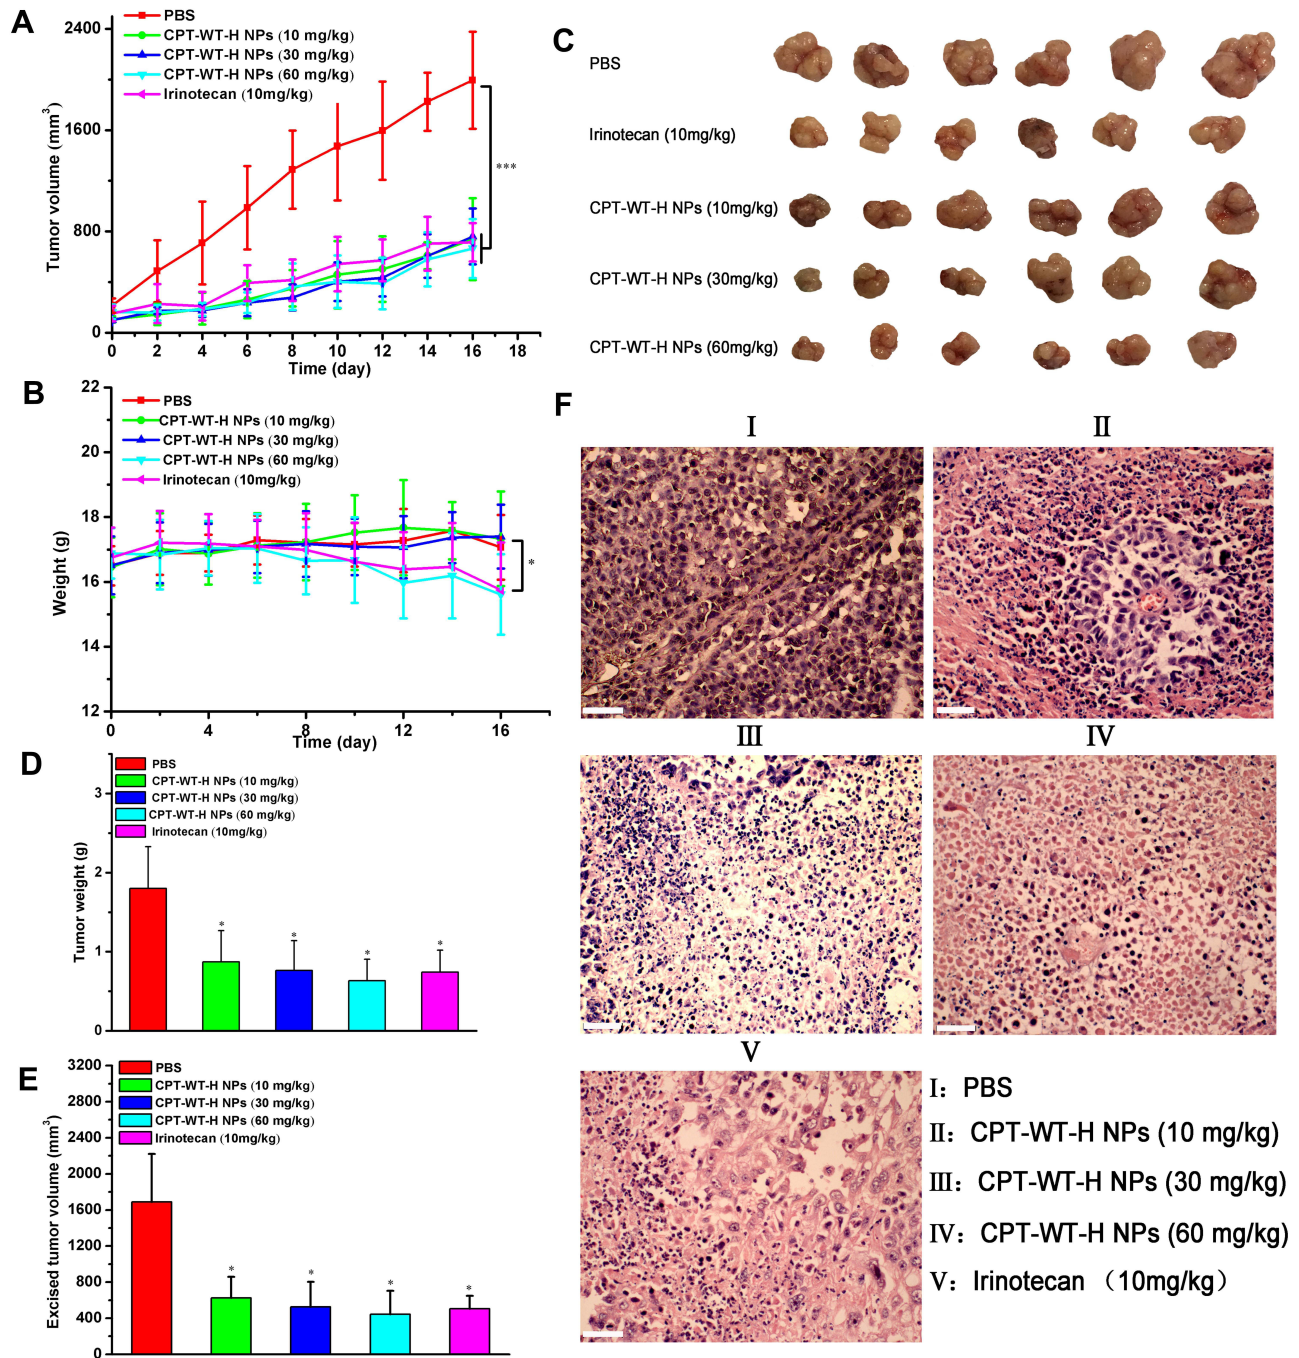 A
2400
1600
800
0
Tumor volume (mm3)
PBS
CPT-WT-H NPs (10 mg/kg)
CPT-WT-H NPs (30 mg/kg)
CPT-WT-H NPs (60 mg/kg)
Irinotecan (10mg/kg)
***
0 2 4 6 8 10 12 14 16 18
Time (day)
B
22
20
18
16
14
12
Weight (g)
PBS
CPT-WT-H NPs (10 mg/kg)
CPT-WT-H NPs (30 mg/kg)
CPT-WT-H NPs (60 mg/kg)
Irinotecan (10mg/kg)
*
0 2 4 6 8 10 12 14 16
Time (day)
C
PBS
Irinotecan (10mg/kg)
CPT-WT-H NPs (10mg/kg)
CPT-WT-H NPs (30mg/kg)
CPT-WT-H NPs (60mg/kg)
D
3
2
1
0
Tumor weight (g)
PBS
CPT-WT-H NPs (10 mg/kg)
CPT-WT-H NPs (30 mg/kg)
CPT-WT-H NPs (60 mg/kg)
Irinotecan (10mg/kg)
* * * *
E
3200
2800
2400
2000
1600
1200
800
400
0
Excised tumor volume (mm3)
PBS
CPT-WT-H NPs (10 mg/kg)
CPT-WT-H NPs (30 mg/kg)
CPT-WT-H NPs (60 mg/kg)
Irinotecan (10mg/kg)
* * * *
F
Ⅰ
Ⅱ
Ⅲ
Ⅳ
Ⅴ
Ⅰ: PBS
Ⅱ: CPT-WT-H NPs (10 mg/kg)
Ⅲ: CPT-WT-H NPs (30 mg/kg)
Ⅳ: CPT-WT-H NPs (60 mg/kg)
Ⅴ: Irinotecan （10mg/kg）